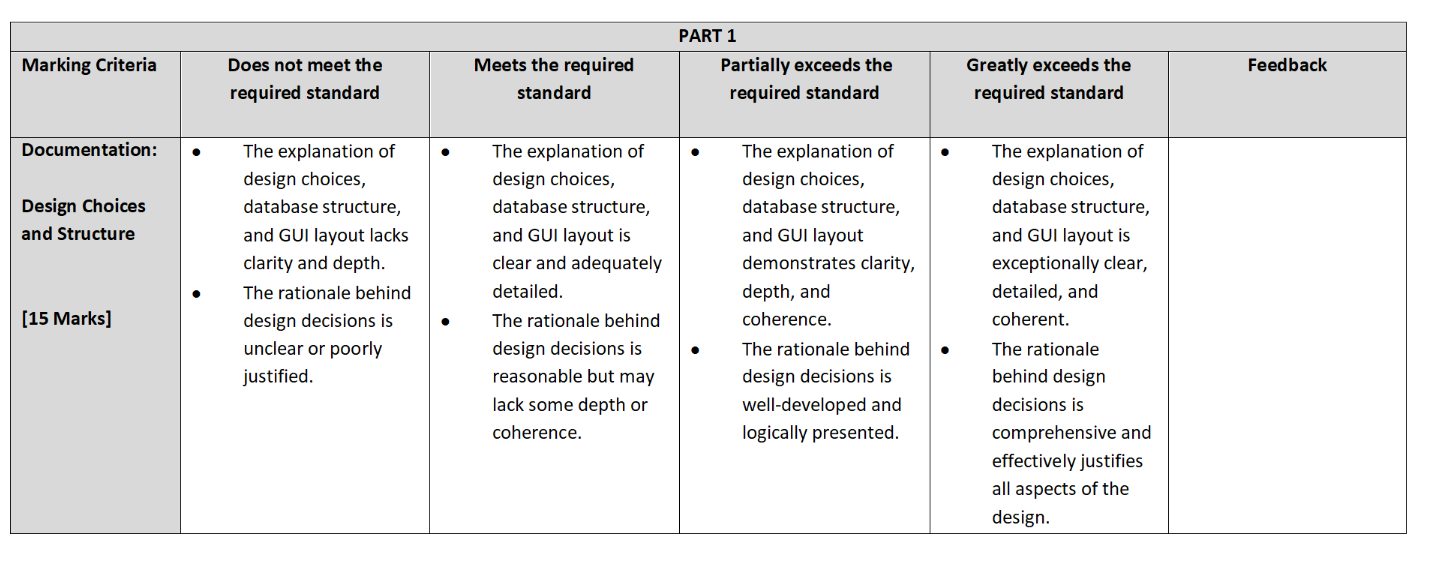 PART 1
Marking Criteria
Does not meet the
required standard
Meets the required
standard
Partially exceeds the
required standard
Greatly exceeds the
required standard
Feedback
Documentation:
Design Choices
and Structure
[15 Marks]
• The explanation of
design choices,
database structure,
and GUI layout lacks
clarity and depth.
• The rationale behind
design decisions is
unclear or poorly
justified.
• The explanation of
design choices,
database structure,
and GUI layout is
clear and adequately
detailed.
• The rationale behind
design decisions is
reasonable but may
lack some depth or
coherence.
• The explanation of
design choices,
database structure,
and GUI layout
demonstrates clarity,
depth, and
coherence.
• The rationale behind
design decisions is
well-developed and
logically presented.
• The explanation of
design choices,
database structure,
and GUI layout is
exceptionally clear,
detailed, and
coherent.
• The rationale
behind design
decisions is
comprehensive and
effectively justifies
all aspects of the
design.